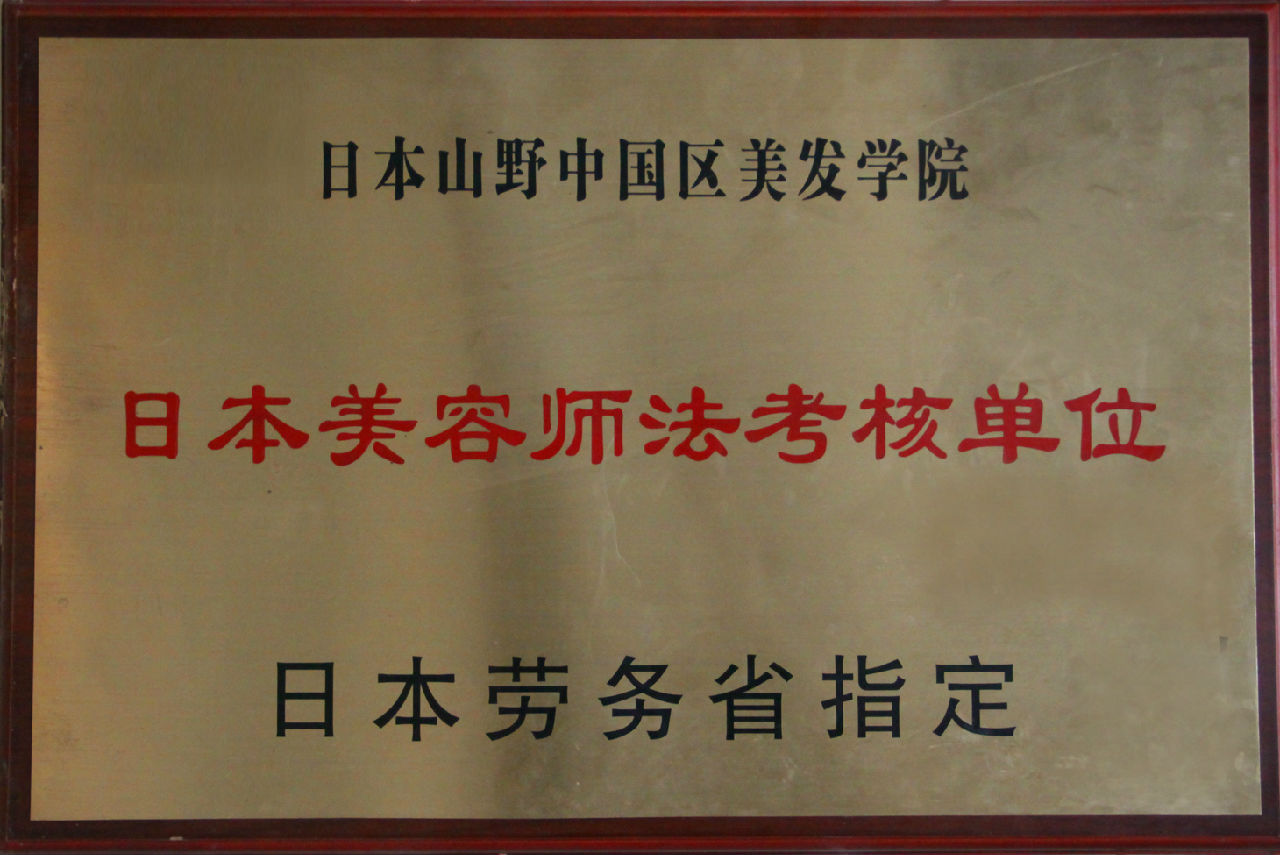 日本山野中国区美发学院
日本美容师法考核单位
日本劳务省指定